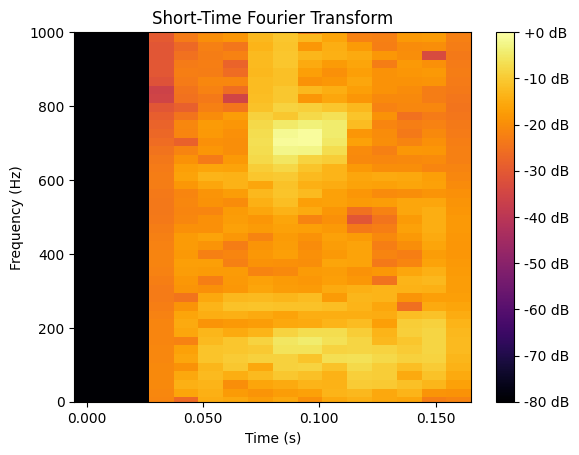 Short-Time Fourier Transform
1000
800
600
400
200
0
Frequency (Hz)
0.000
0.050
0.100
0.150
Time (s)
+0 dB
-10 dB
-20 dB
-30 dB
-40 dB
-50 dB
-60 dB
-70 dB
-80 dB